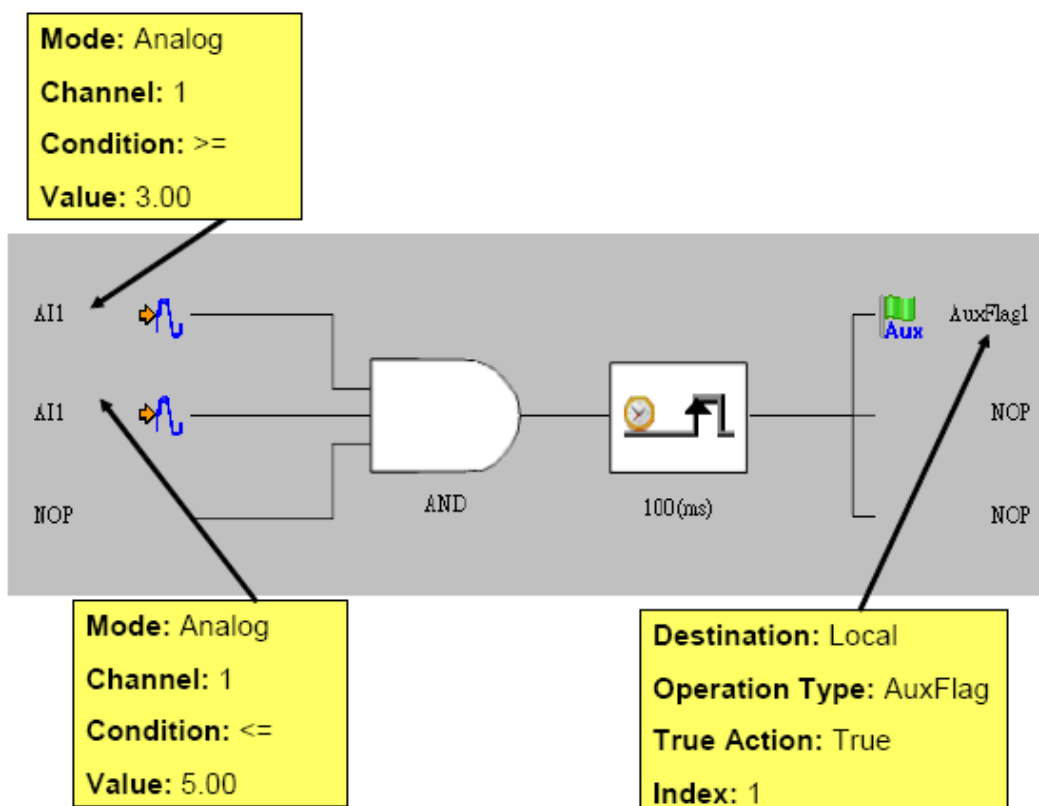 Mode: Analog
Channel: 1
Condition: >=
Value: 3.00
AI1
Aux
AuxFlag1
AI1
NOP
NOP
AND
100(ms)
NOP
Mode: Analog
Channel: 1
Condition: <=
Value: 5.00
Destination: Local
Operation Type: AuxFlag
True Action: True
Index: 1